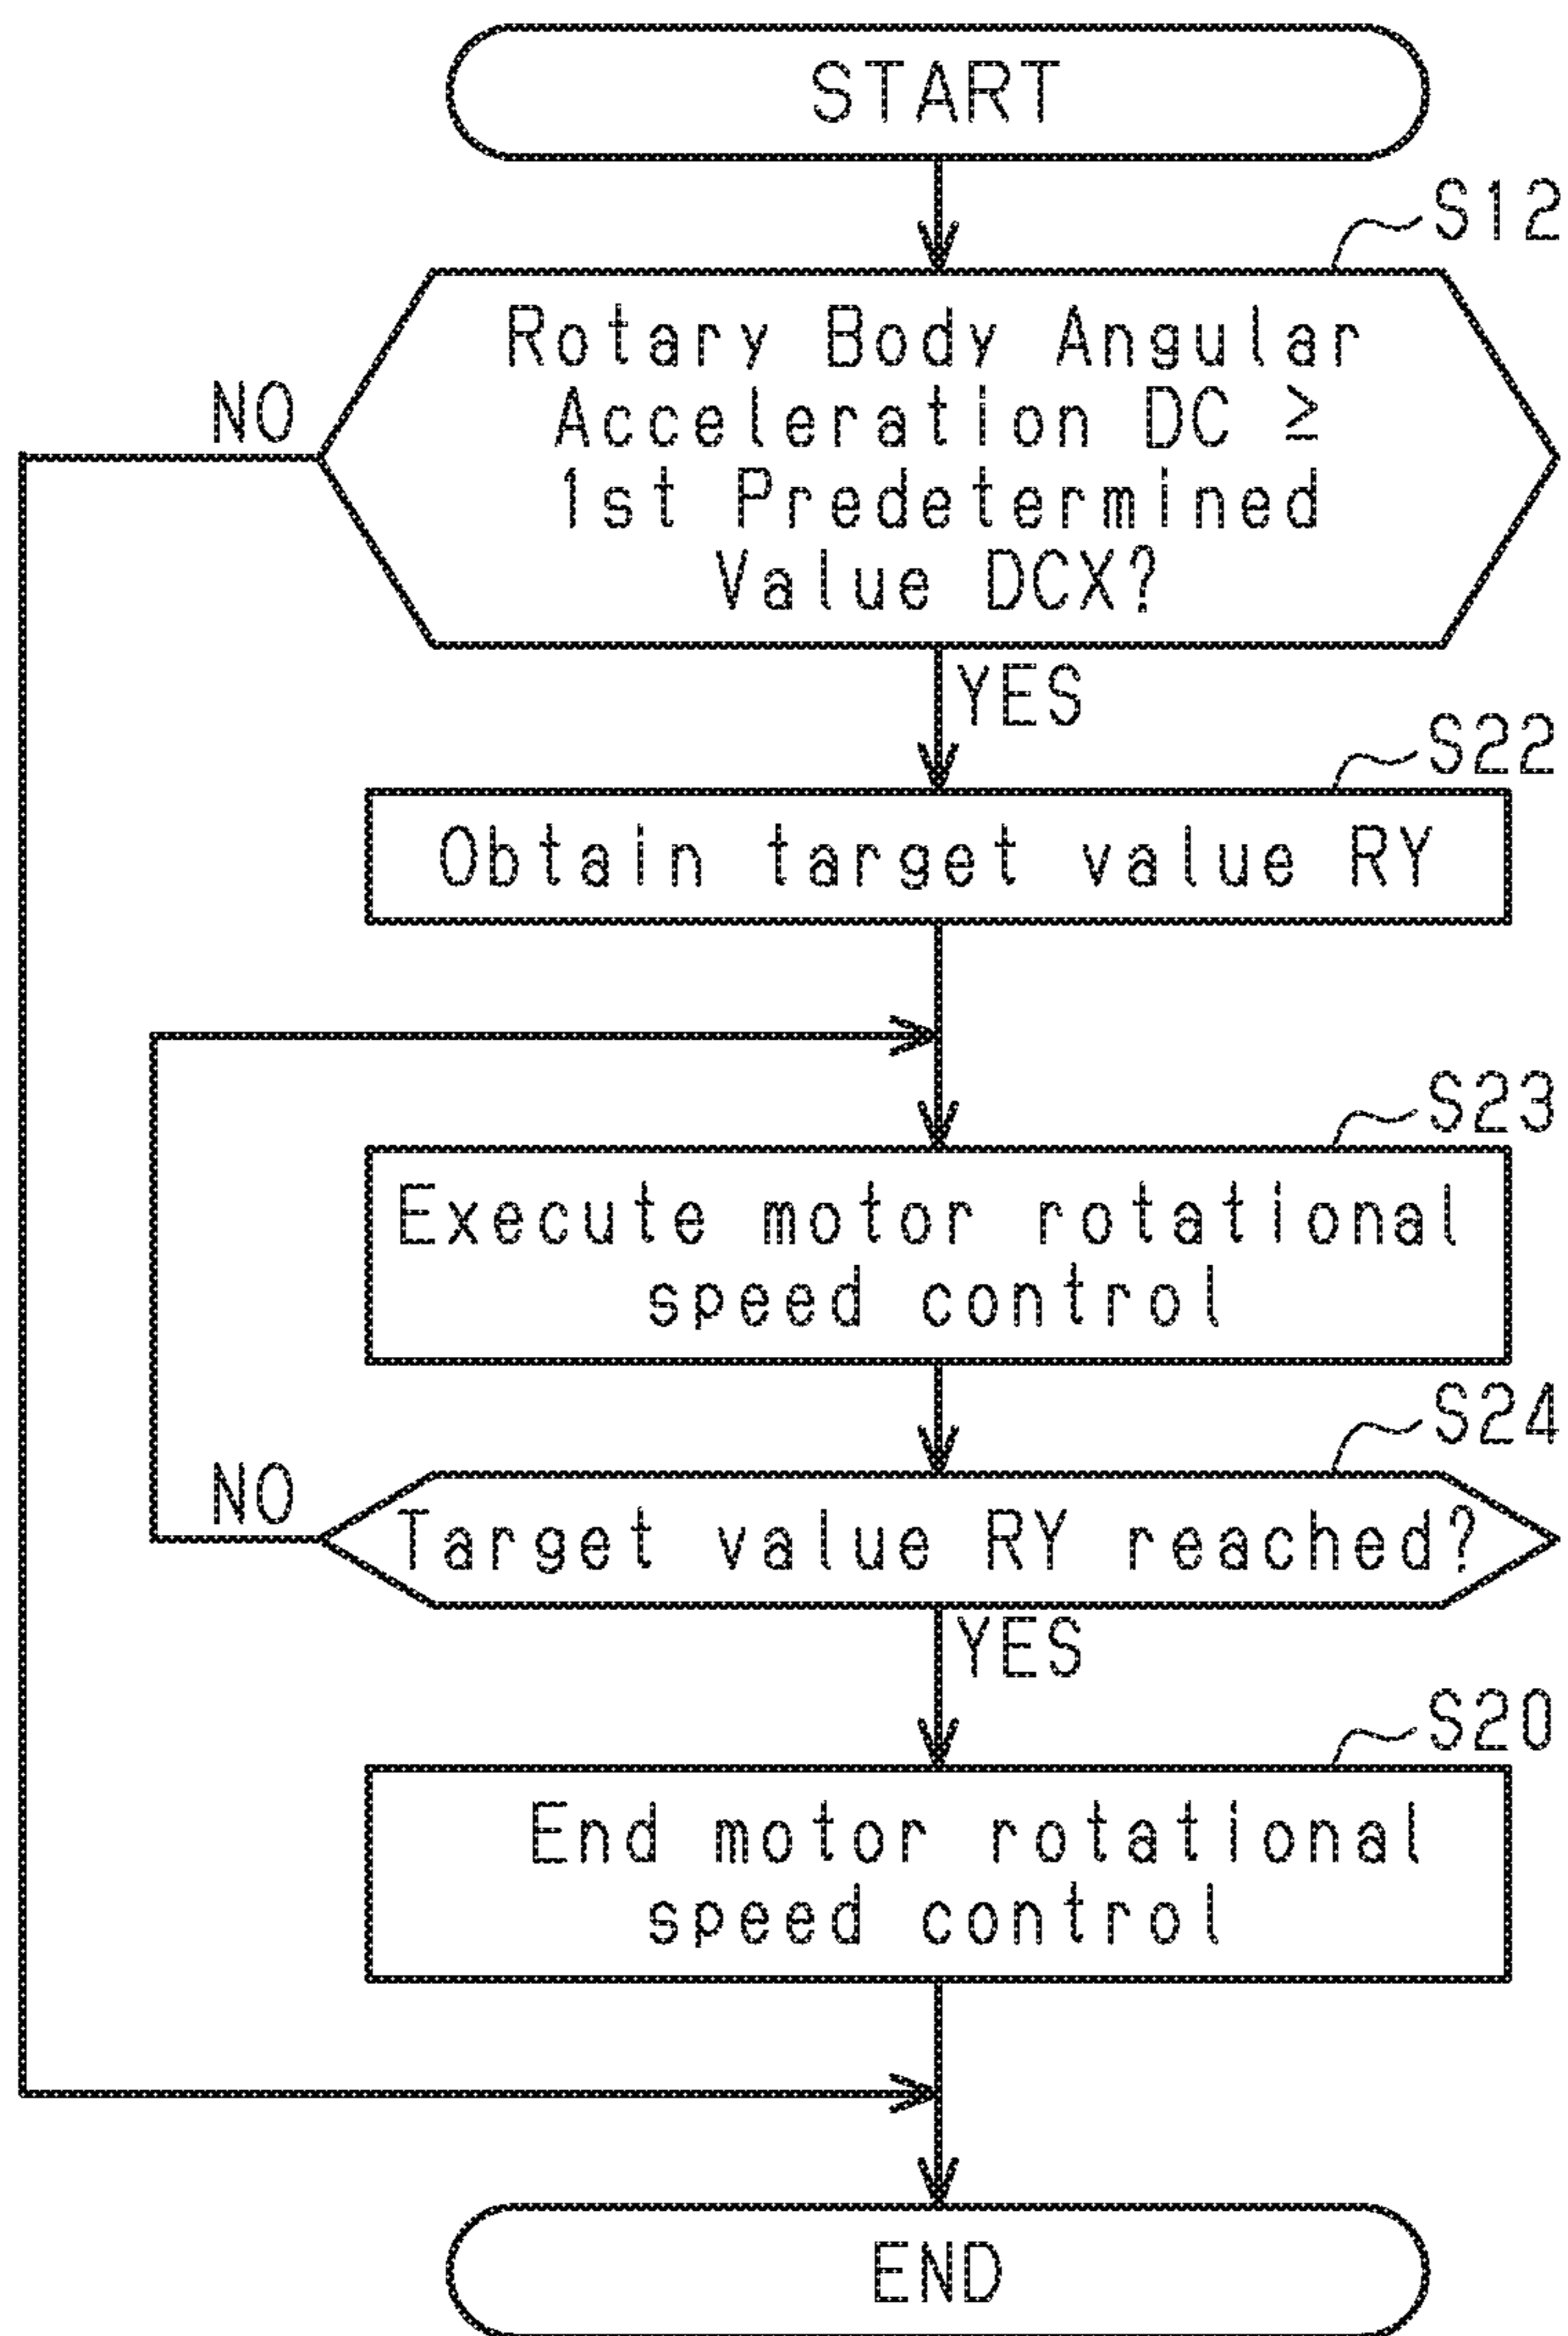 START
S12
Rotary Body Angular
Acceleration DC ≥
1st Predetermined
Value DCX?
NO
YES
S22
Obtain target value RY
S23
Execute motor rotational
speed control
S24
Target value RY reached?
NO
YES
S20
End motor rotational
speed control
END